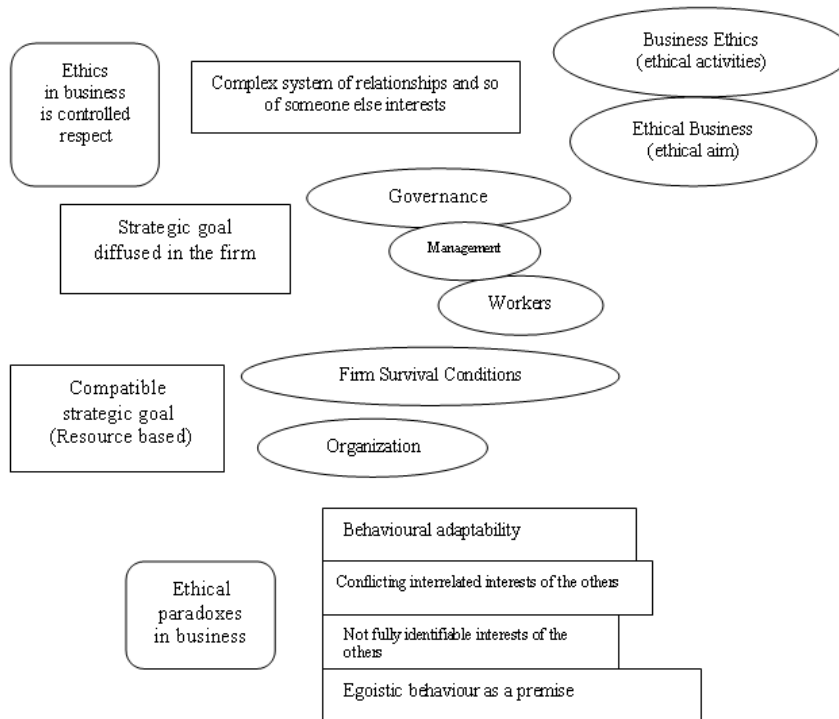 Ethics
in business
is controlled
respect
Complex system of relationships and so
of someone else interests
Business Ethics
(ethical activities)
Ethical Business
(ethical aim)
Governance
Strategic goal
diffused in the firm
Management
Workers
Compatible
strategic goal
(Resource based)
Firm Survival Conditions
Organization
Behavioural adaptability
Conflicting interrelated interests of the others
Ethical
paradoxes
in business
Not fully identifiable interests of the
others
Egoistic behaviour as a premise